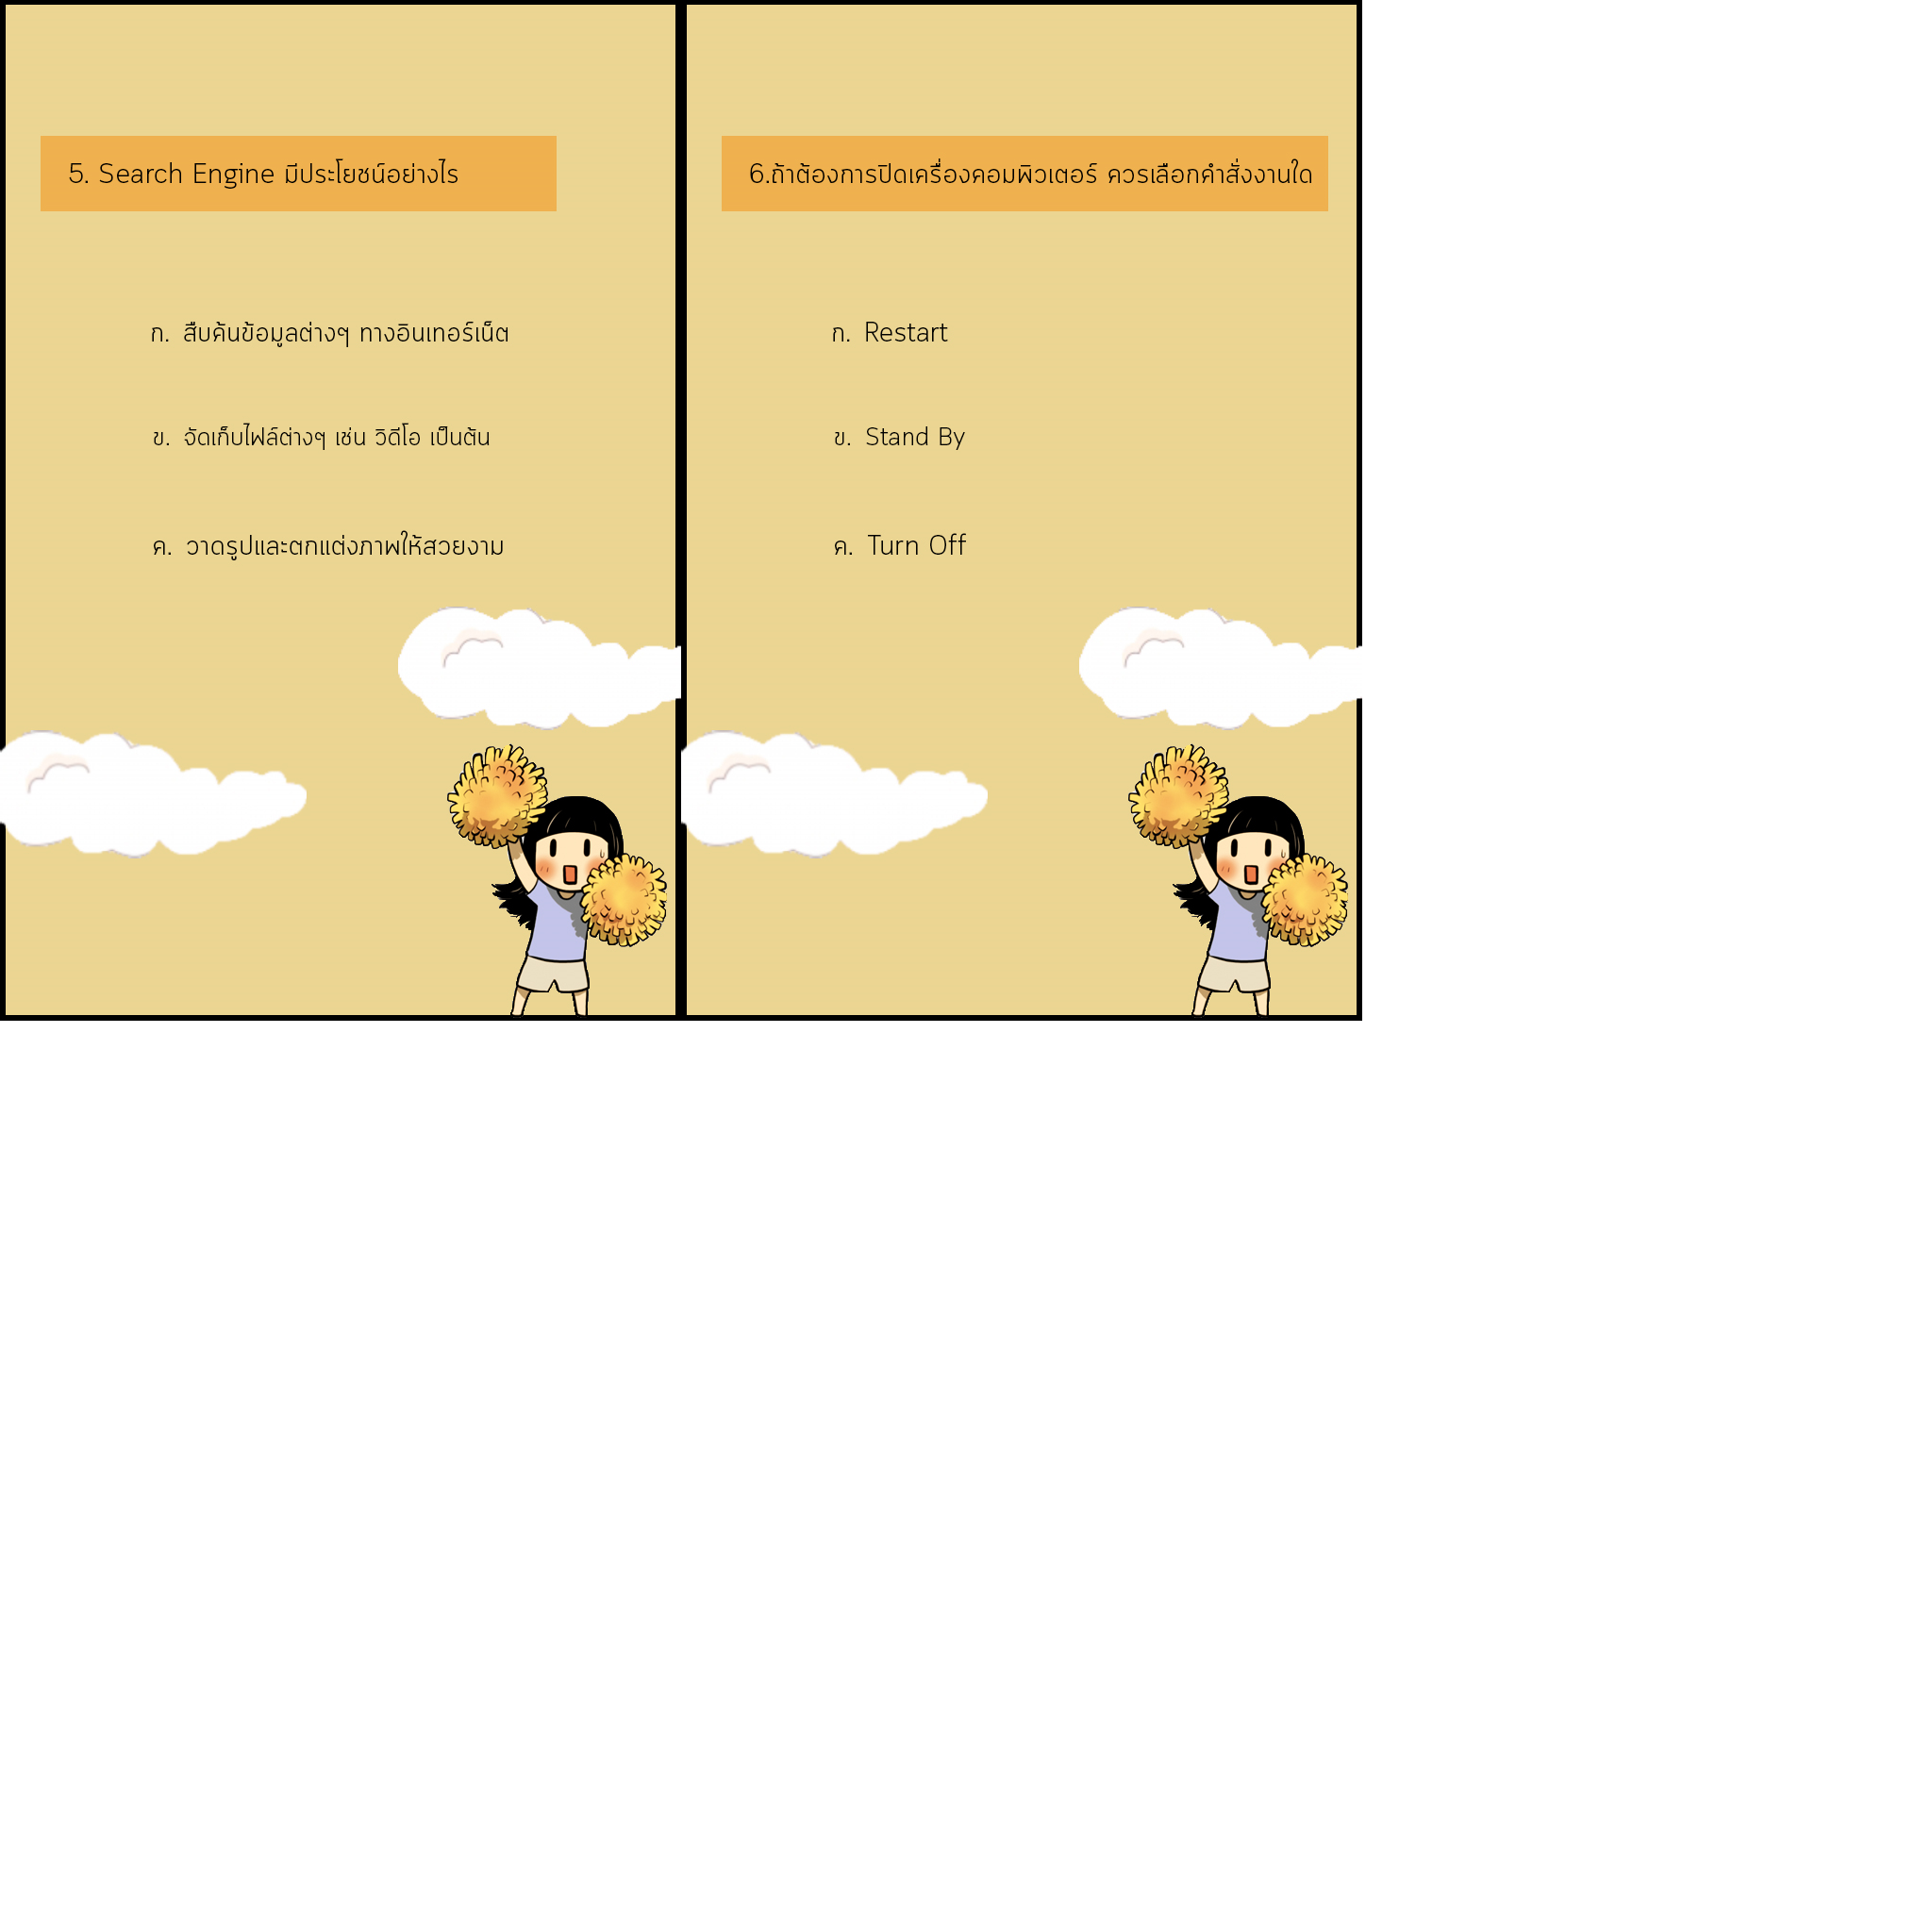 5. Search Engine มีประโยชน์อย่างไร
ก. สืบค้นข้อมูลต่างๆ ทางอินเทอร์เน็ต
ข. จัดเก็บไฟล์ต่างๆ เช่น วิดีโอ เป็นต้น
ค. วาดรูปและตกแต่งภาพให้สวยงาม
6.ถ้าต้องการปิดเครื่องคอมพิวเตอร์ ควรเลือกคำสั่งงานใด
ก. Restart
ข. Stand By
ค. Turn Off